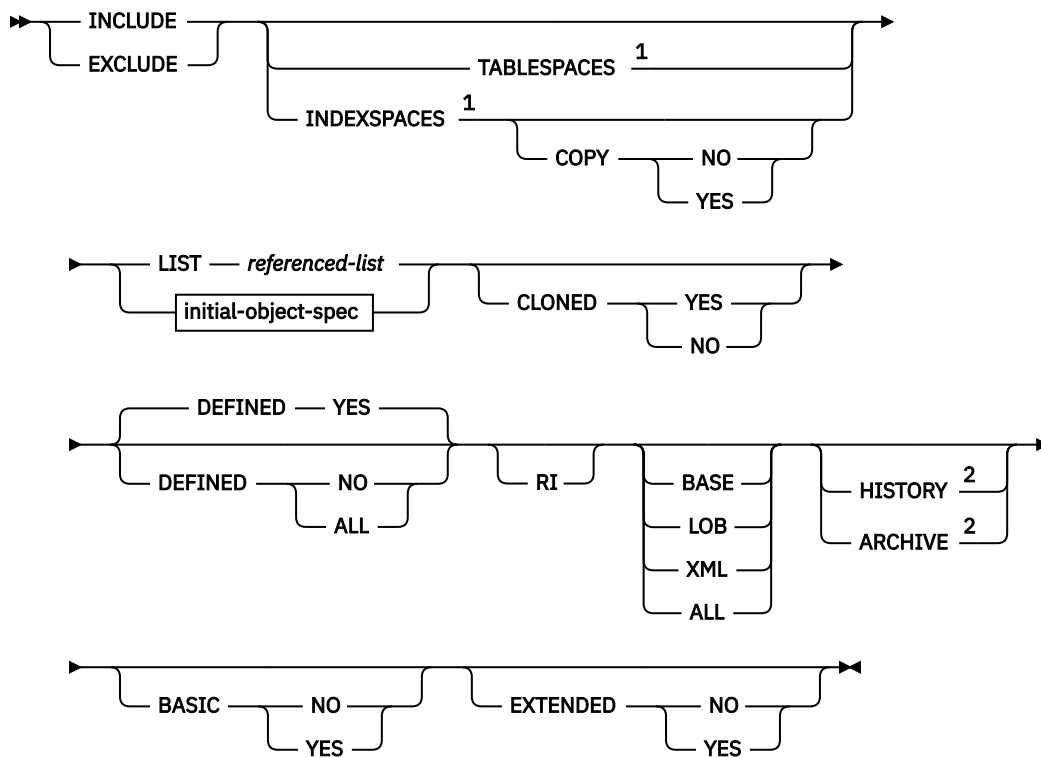 INCLUDE
EXCLUDE
TABLESPACES 1
INDEXSPACES 1
COPY NO
YES
LIST referenced-list
initial-object-spec
CLONED YES
NO
DEFINED YES
DEFINED NO
ALL
RI
BASE
LOB
XML
ALL
HISTORY 2
ARCHIVE 2
BASIC NO
YES
EXTENDED NO
YES